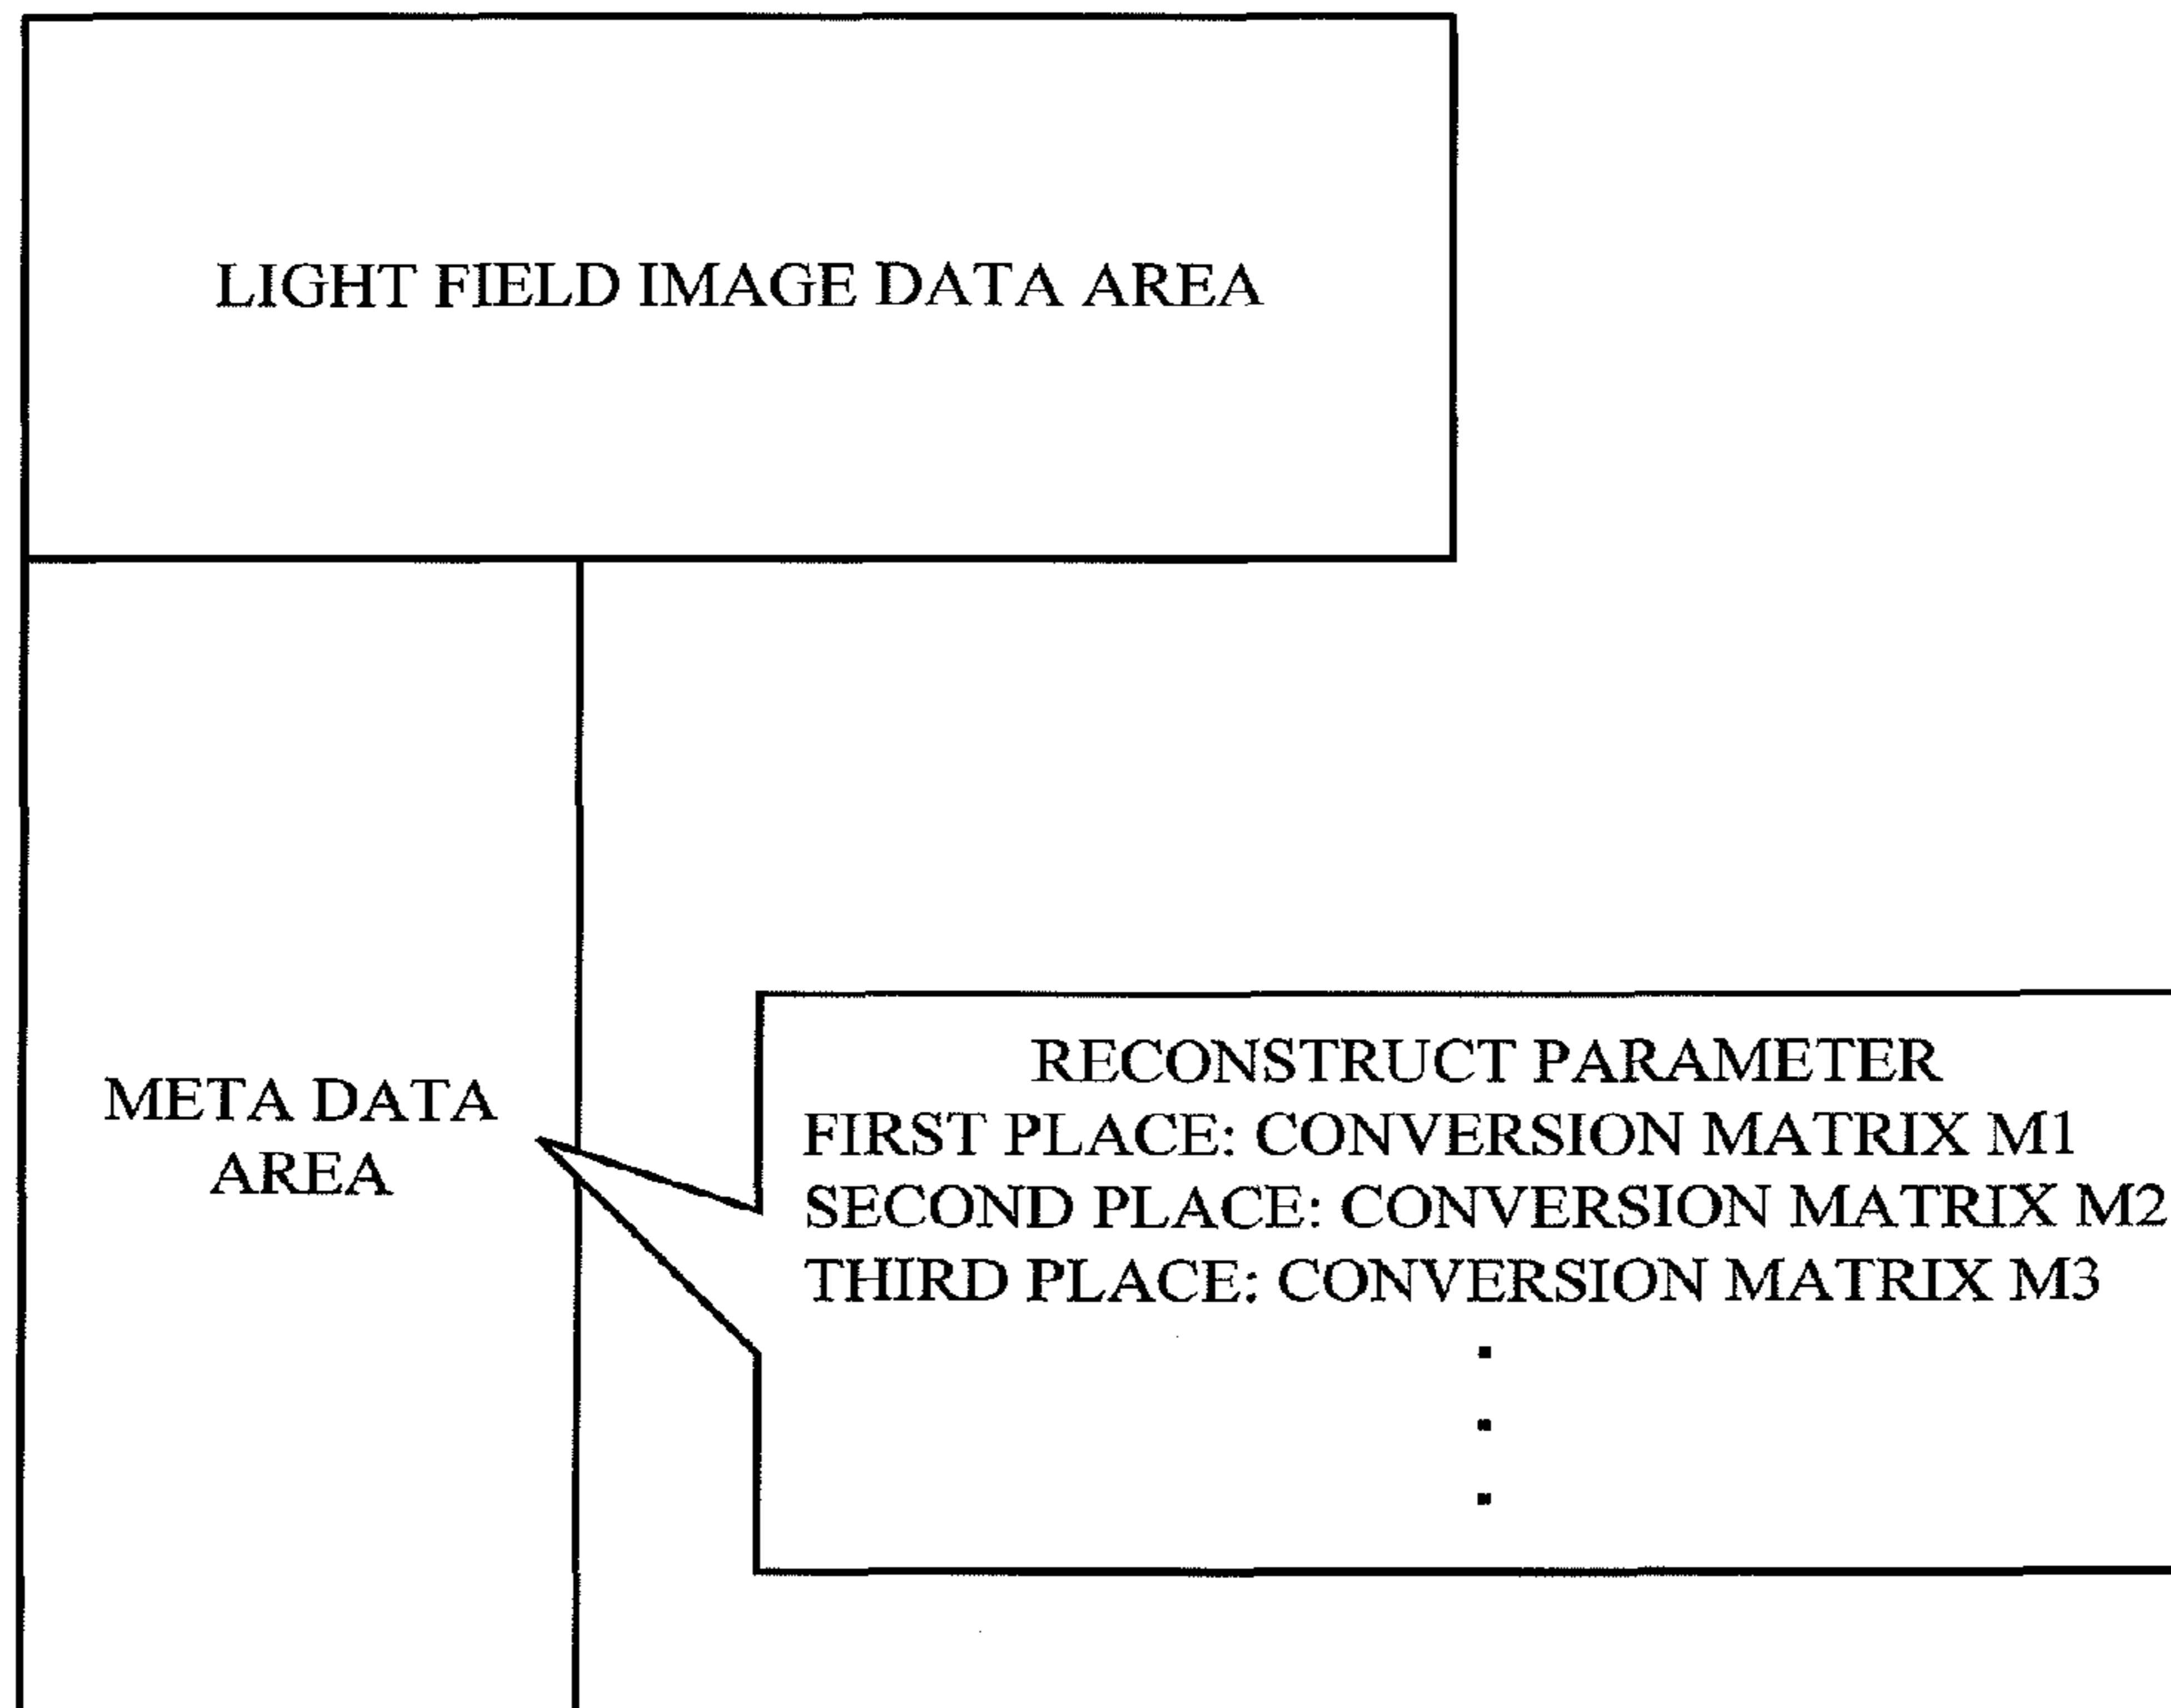 LIGHT FIELD IMAGE DATA AREA
META DATA
AREA
RECONSTRUCT PARAMETER
FIRST PLACE: CONVERSION MATRIX M1
SECOND PLACE: CONVERSION MATRIX M2
THIRD PLACE: CONVERSION MATRIX M3